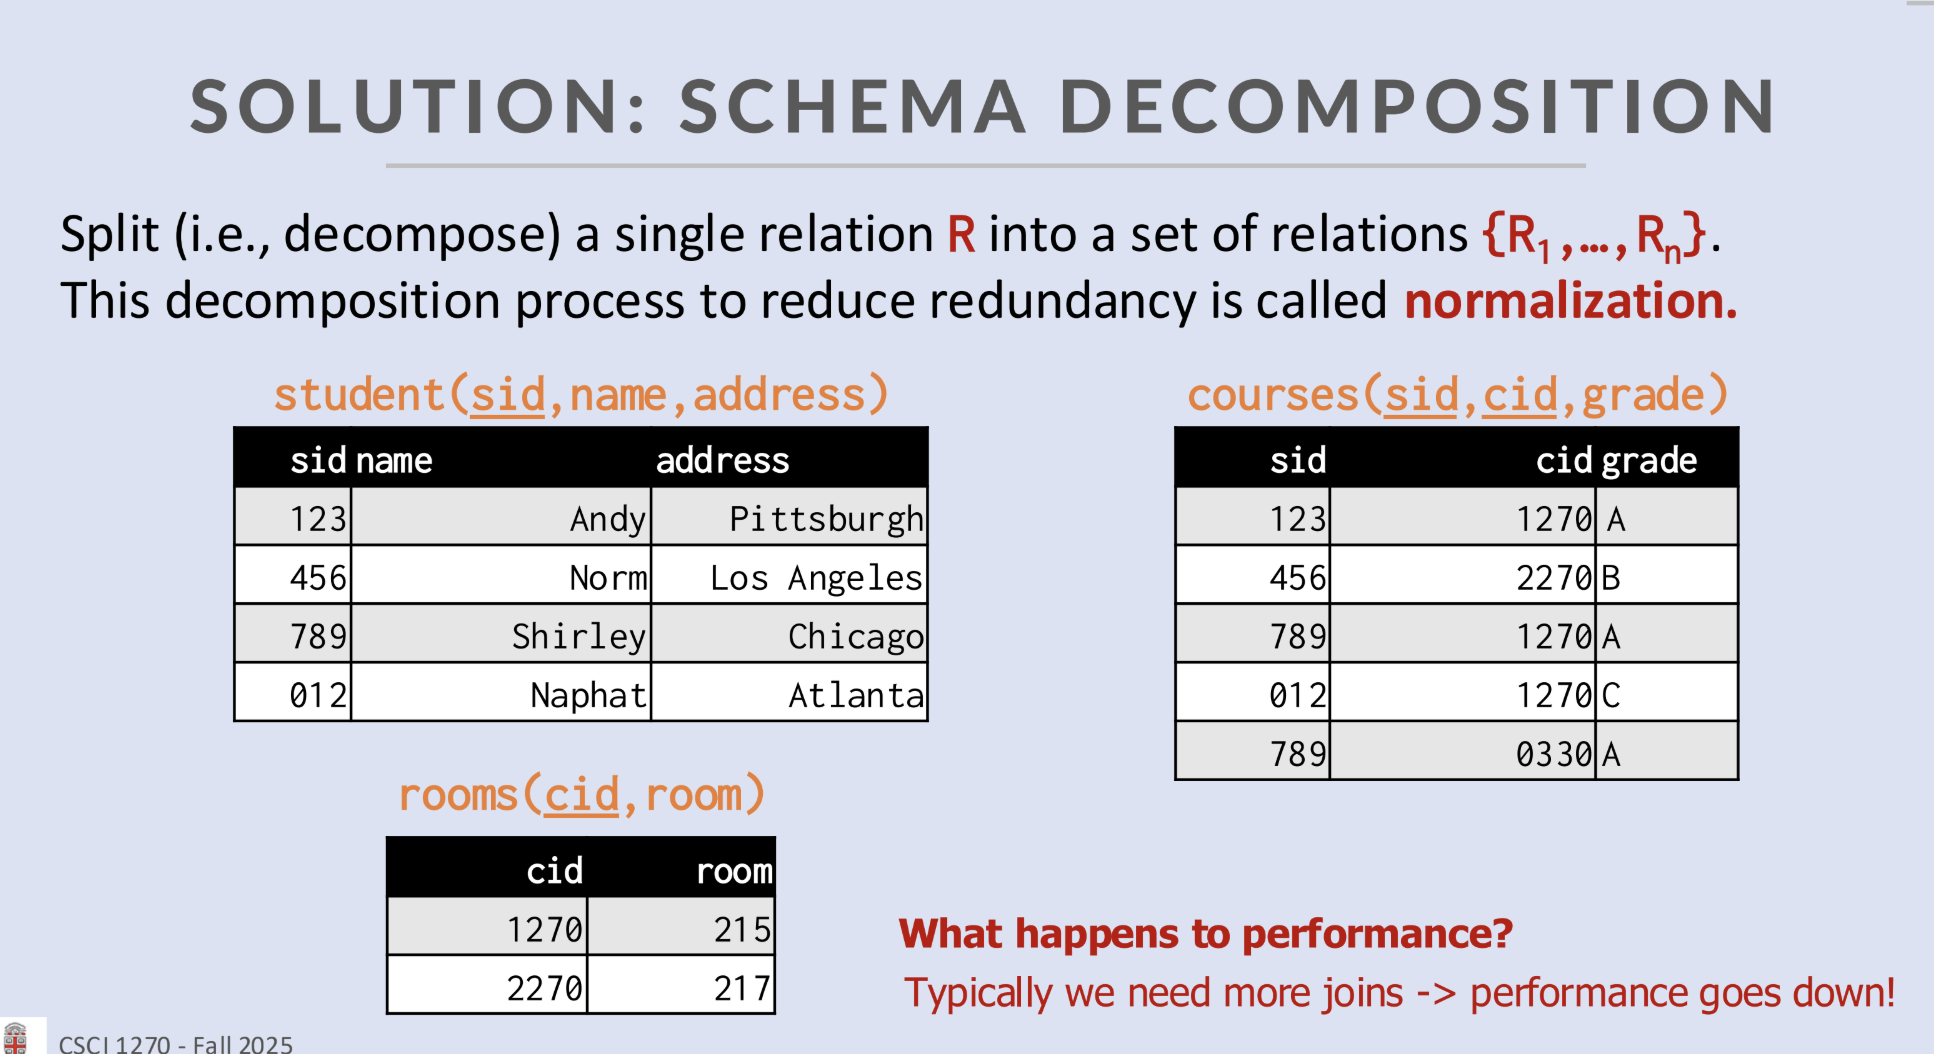 SOLUTION: SCHEMA DECOMPOSITION
Split (i.e., decompose) a single relation R into a set of relations {R1,…,Rn}.
This decomposition process to reduce redundancy is called normalization.
student(sid,name,address)
sid name address
123 Andy Pittsburgh
456 Norm Los Angeles
789 Shirley Chicago
012 Naphat Atlanta
courses(sid,cid,grade)
sid cid grade
123 1270 A
456 2270 B
789 1270 A
012 1270 C
789 0330 A
rooms(cid,room)
cid room
1270 215
2270 217
What happens to performance?
Typically we need more joins -> performance goes down!
CSCI 1270 - Fall 2025